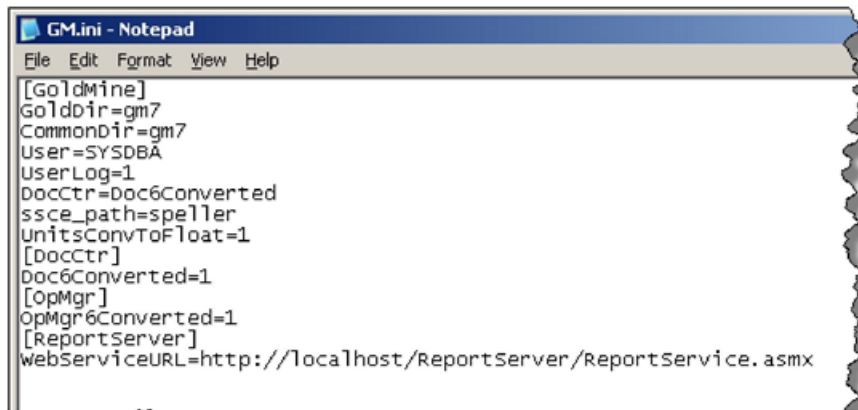 GM.ini - Notepad
File Edit Format View Help
[GoldMine]
GoldDir=gm7
CommonDir=gm7
User=SYSDBA
UserLog=1
DocCtr=Doc6Converted
ssce_path=speller
UnitsConvToFloat=1
[DocCtr]
Doc6Converted=1
[OpMgr]
OpMgr6Converted=1
[ReportServer]
WebServiceURL=http://localhost/ReportServer/ReportService.asmx